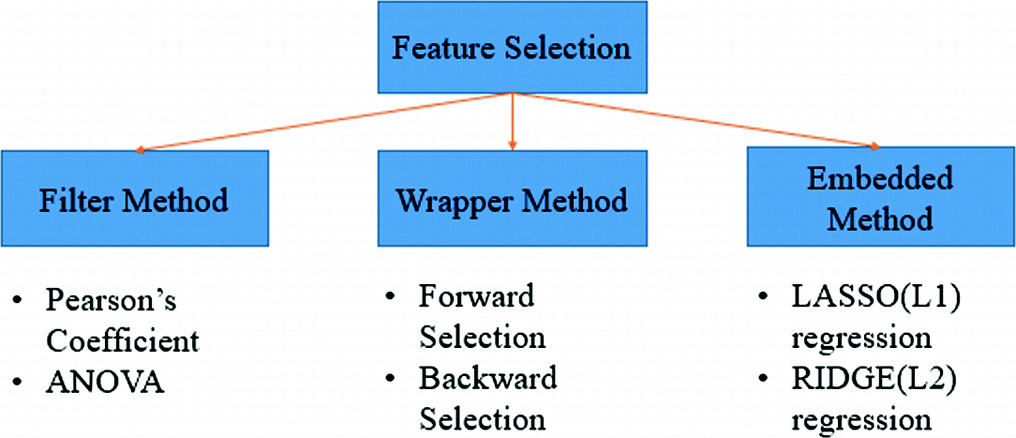 Feature Selection
Filter Method
Wrapper Method
Embedded
Method
• Pearson’s
Coefficient
• ANOVA
• Forward
Selection
• Backward
Selection
• LASSO(L1)
regression
• RIDGE(L2)
regression